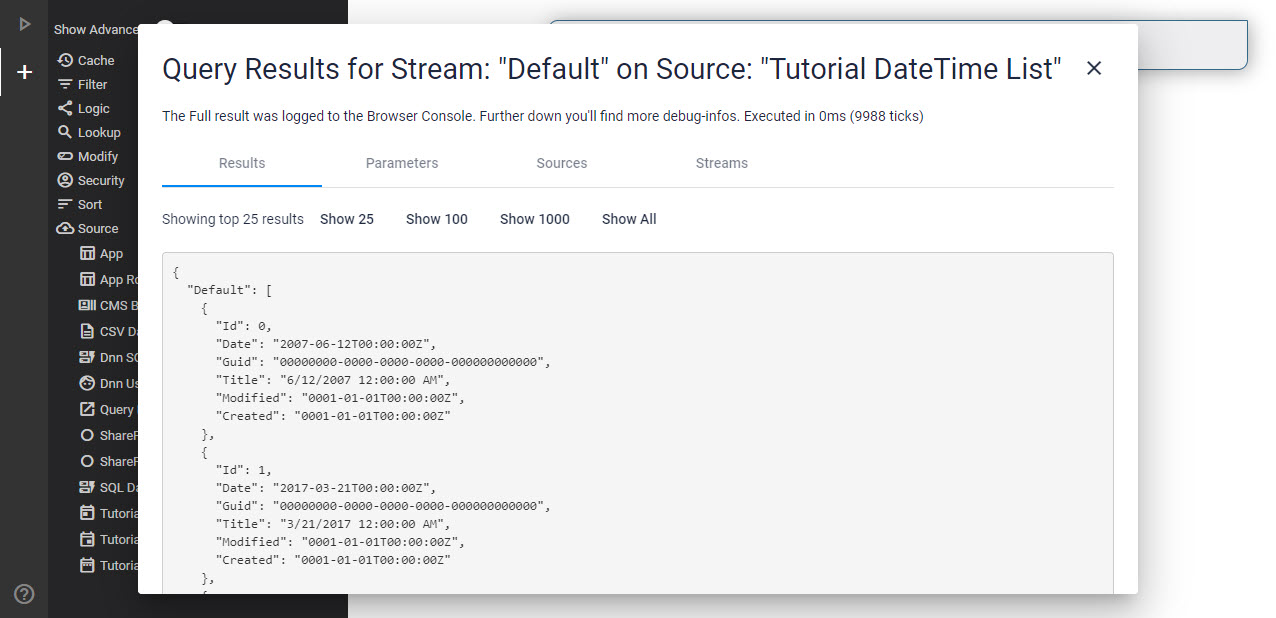 Show Advance
Cache
Filter
Logic
Lookup
Modify
Security
Sort
Source
App
App Ro
CMS B
CSV Da
Dnn SQ
Dnn Us
Query
ShareP
ShareP
SQL Da
Tutoria
Tutoria
Tutoria
Query Results for Stream: "Default" on Source: "Tutorial DateTime List"
The Full result was logged to the Browser Console. Further down you'll find more debug-infos. Executed in 0ms (9988 ticks)
Results Parameters Sources Streams
Showing top 25 results Show 25 Show 100 Show 1000 Show All
{
"Default": [
{
"Id": 0,
"Date": "2007-06-12T00:00:00Z",
"Guid": "00000000-0000-0000-0000-000000000000",
"Title": "6/12/2007 12:00:00 AM",
"Modified": "0001-01-01T00:00:00Z",
"Created": "0001-01-01T00:00:00Z"
},
{
"Id": 1,
"Date": "2017-03-21T00:00:00Z",
"Guid": "00000000-0000-0000-0000-000000000000",
"Title": "3/21/2017 12:00:00 AM",
"Modified": "0001-01-01T00:00:00Z",
"Created": "0001-01-01T00:00:00Z"
},
{